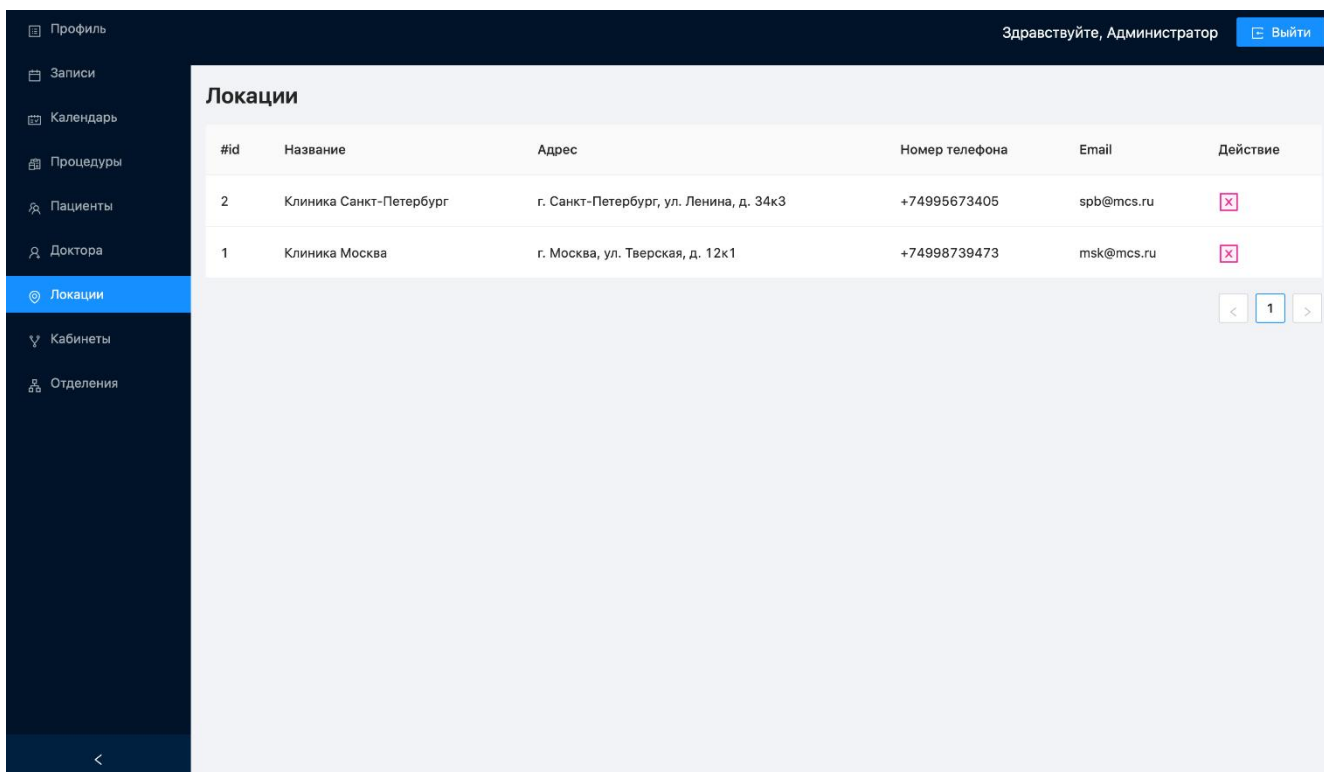 Профиль
Здравствуйте, Администратор
Выйти
Записи
Календарь
Процедуры
Пациенты
Доктора
Локации
Кабинеты
Отделения
Локации
#id Название Адрес Номер телефона Email Действие
2 Клиника Санкт-Петербург г. Санкт-Петербург, ул. Ленина, д. 34к3 +74995673405 spb@mcs.ru
1 Клиника Москва г. Москва, ул. Тверская, д. 12к1 +74998739473 msk@mcs.ru
< 1 >
<